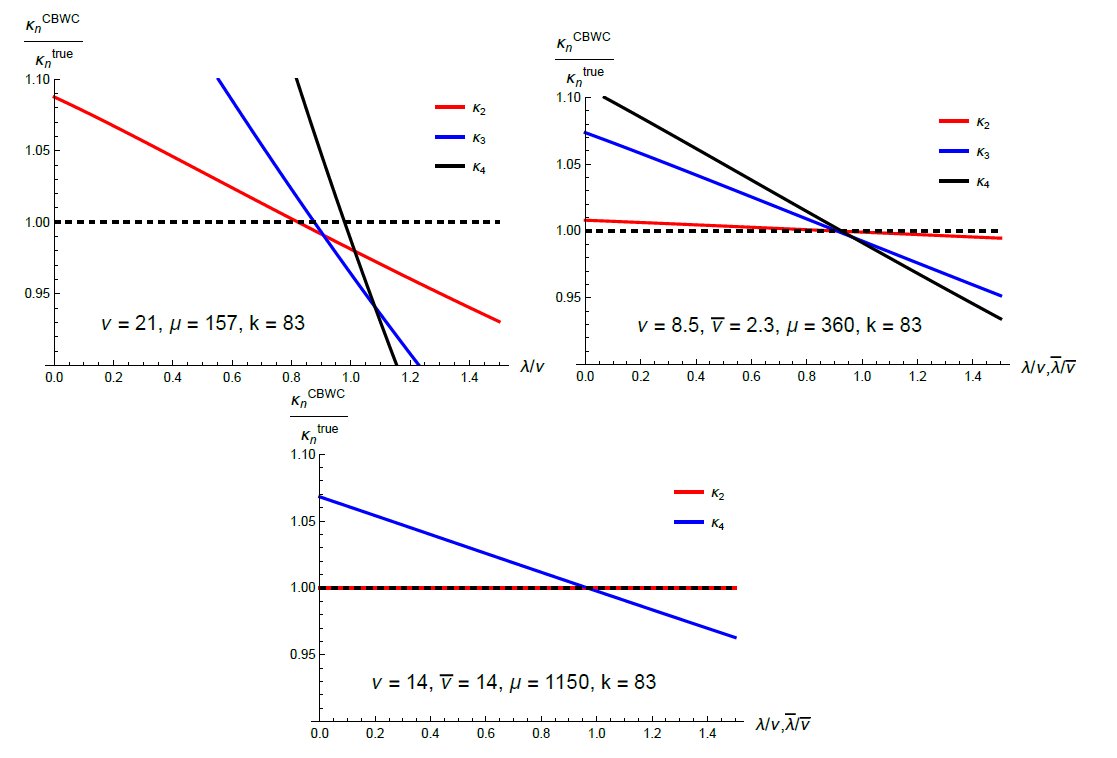 κₙ^CBWC
κₙ^true
1.10
1.05
1.00
0.95
κ₂
κ₃
κ₄
ν = 21, μ = 157, k = 83
0.0 0.2 0.4 0.6 0.8 1.0 1.2 1.4
λ/ν
κₙ^CBWC
κₙ^true
1.10
1.05
1.00
0.95
κ₂
κ₃
κ₄
ν = 8.5, ν̅ = 2.3, μ = 360, k = 83
0.0 0.2 0.4 0.6 0.8 1.0 1.2 1.4
λ/ν,λ̅/ν̅
κₙ^CBWC
κₙ^true
1.10
1.05
1.00
0.95
κ₂
κ₄
ν = 14, ν̅ = 14, μ = 1150, k = 83
0.0 0.2 0.4 0.6 0.8 1.0 1.2 1.4
λ/ν,λ̅/ν̅